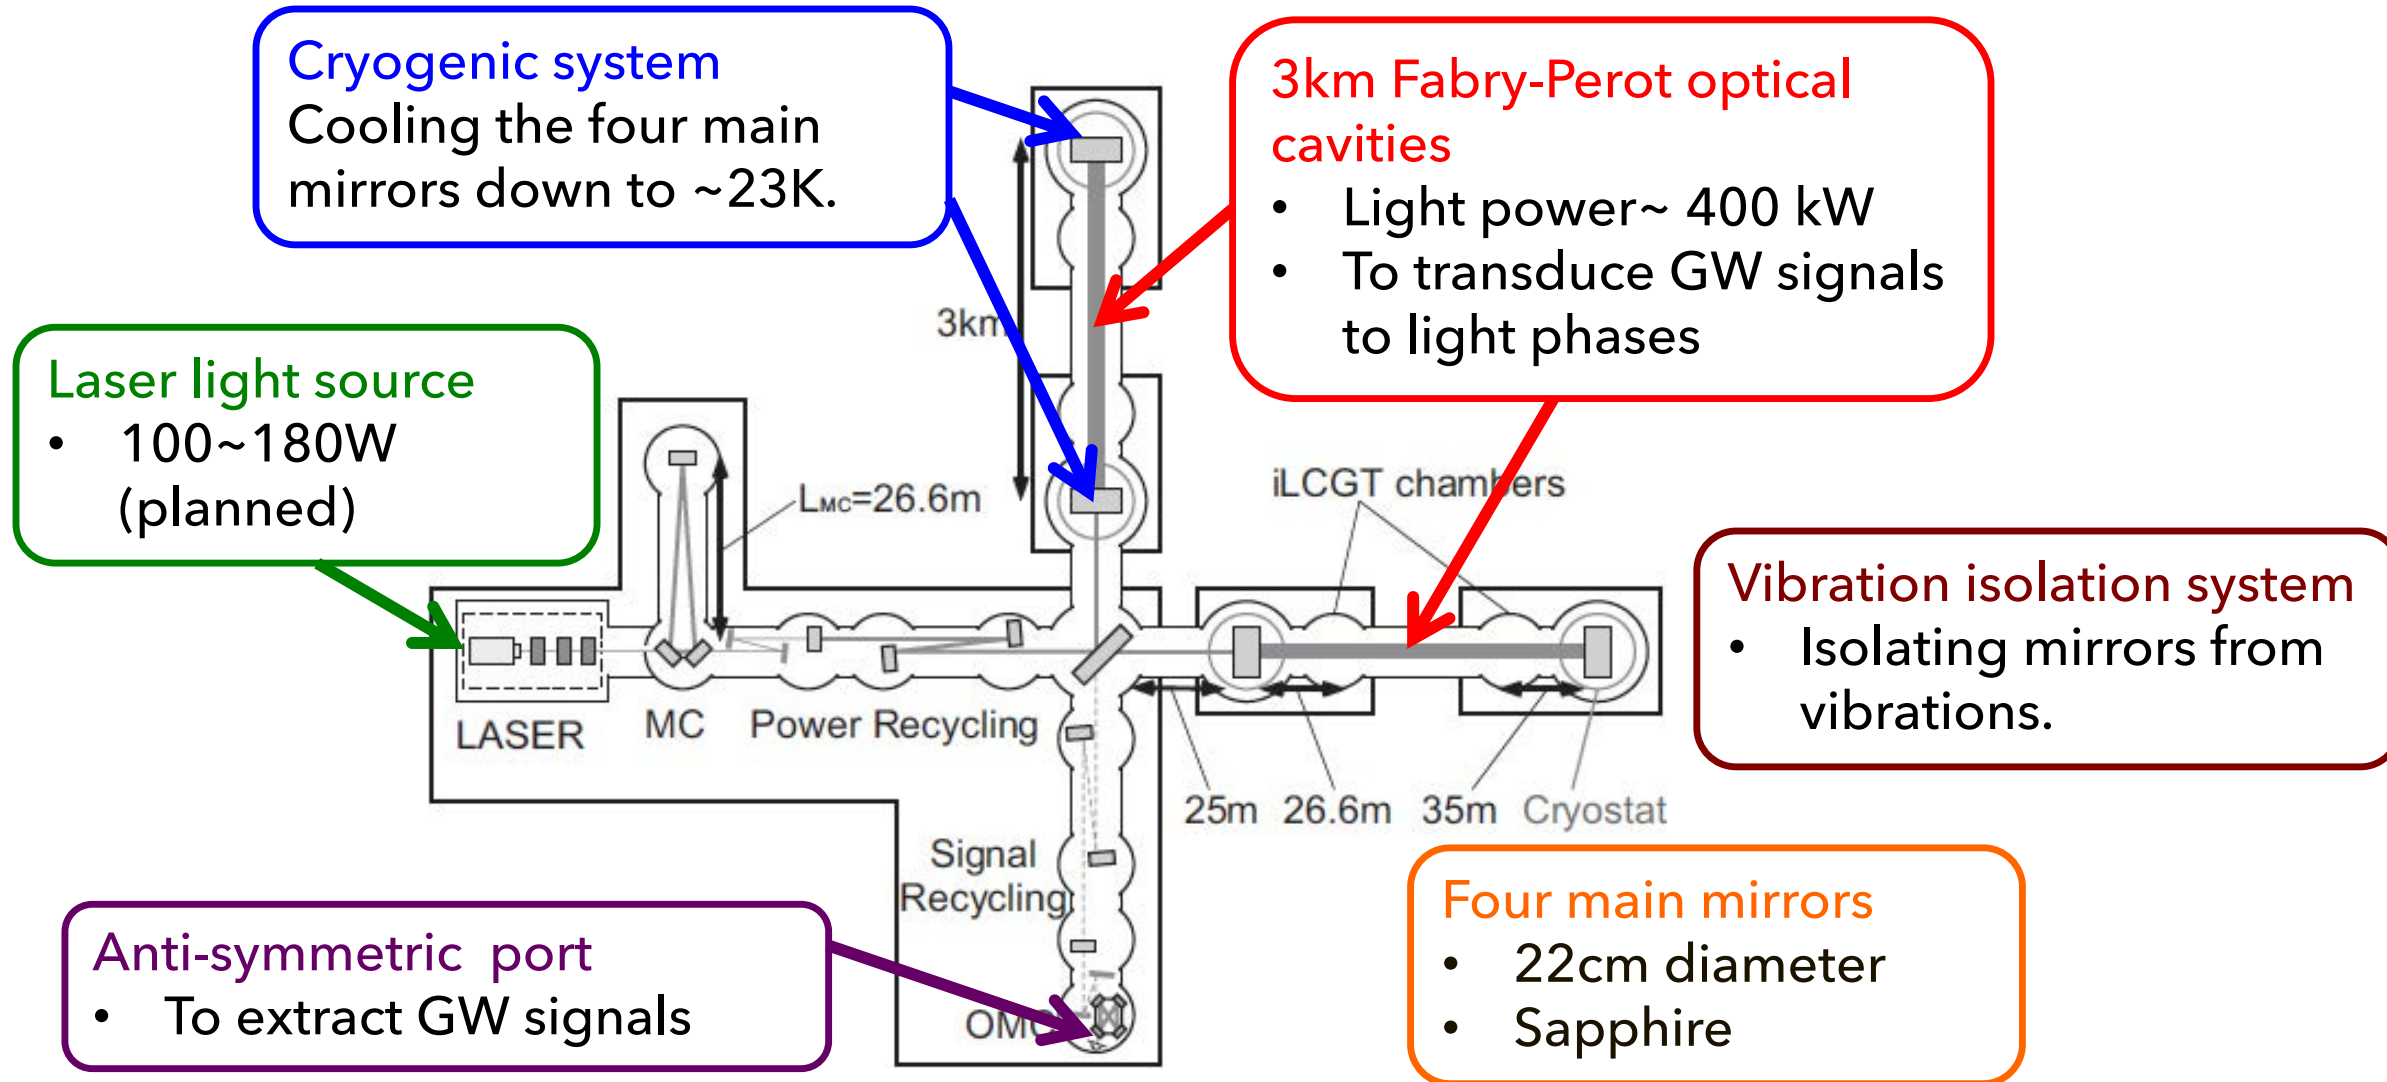 Cryogenic system
Cooling the four main
mirrors down to ~23K.
3km Fabry-Perot optical
cavities
• Light power~ 400 kW
• To transduce GW signals
to light phases
3km
Laser light source
• 100~180W
(planned)
LMC=26.6m
iLCGT chambers
Vibration isolation system
• Isolating mirrors from
vibrations.
LASER
MC
Power Recycling
25m
26.6m
35m
Cryostat
Signal
Recycling
Four main mirrors
• 22cm diameter
• Sapphire
Anti-symmetric port
• To extract GW signals
OMC